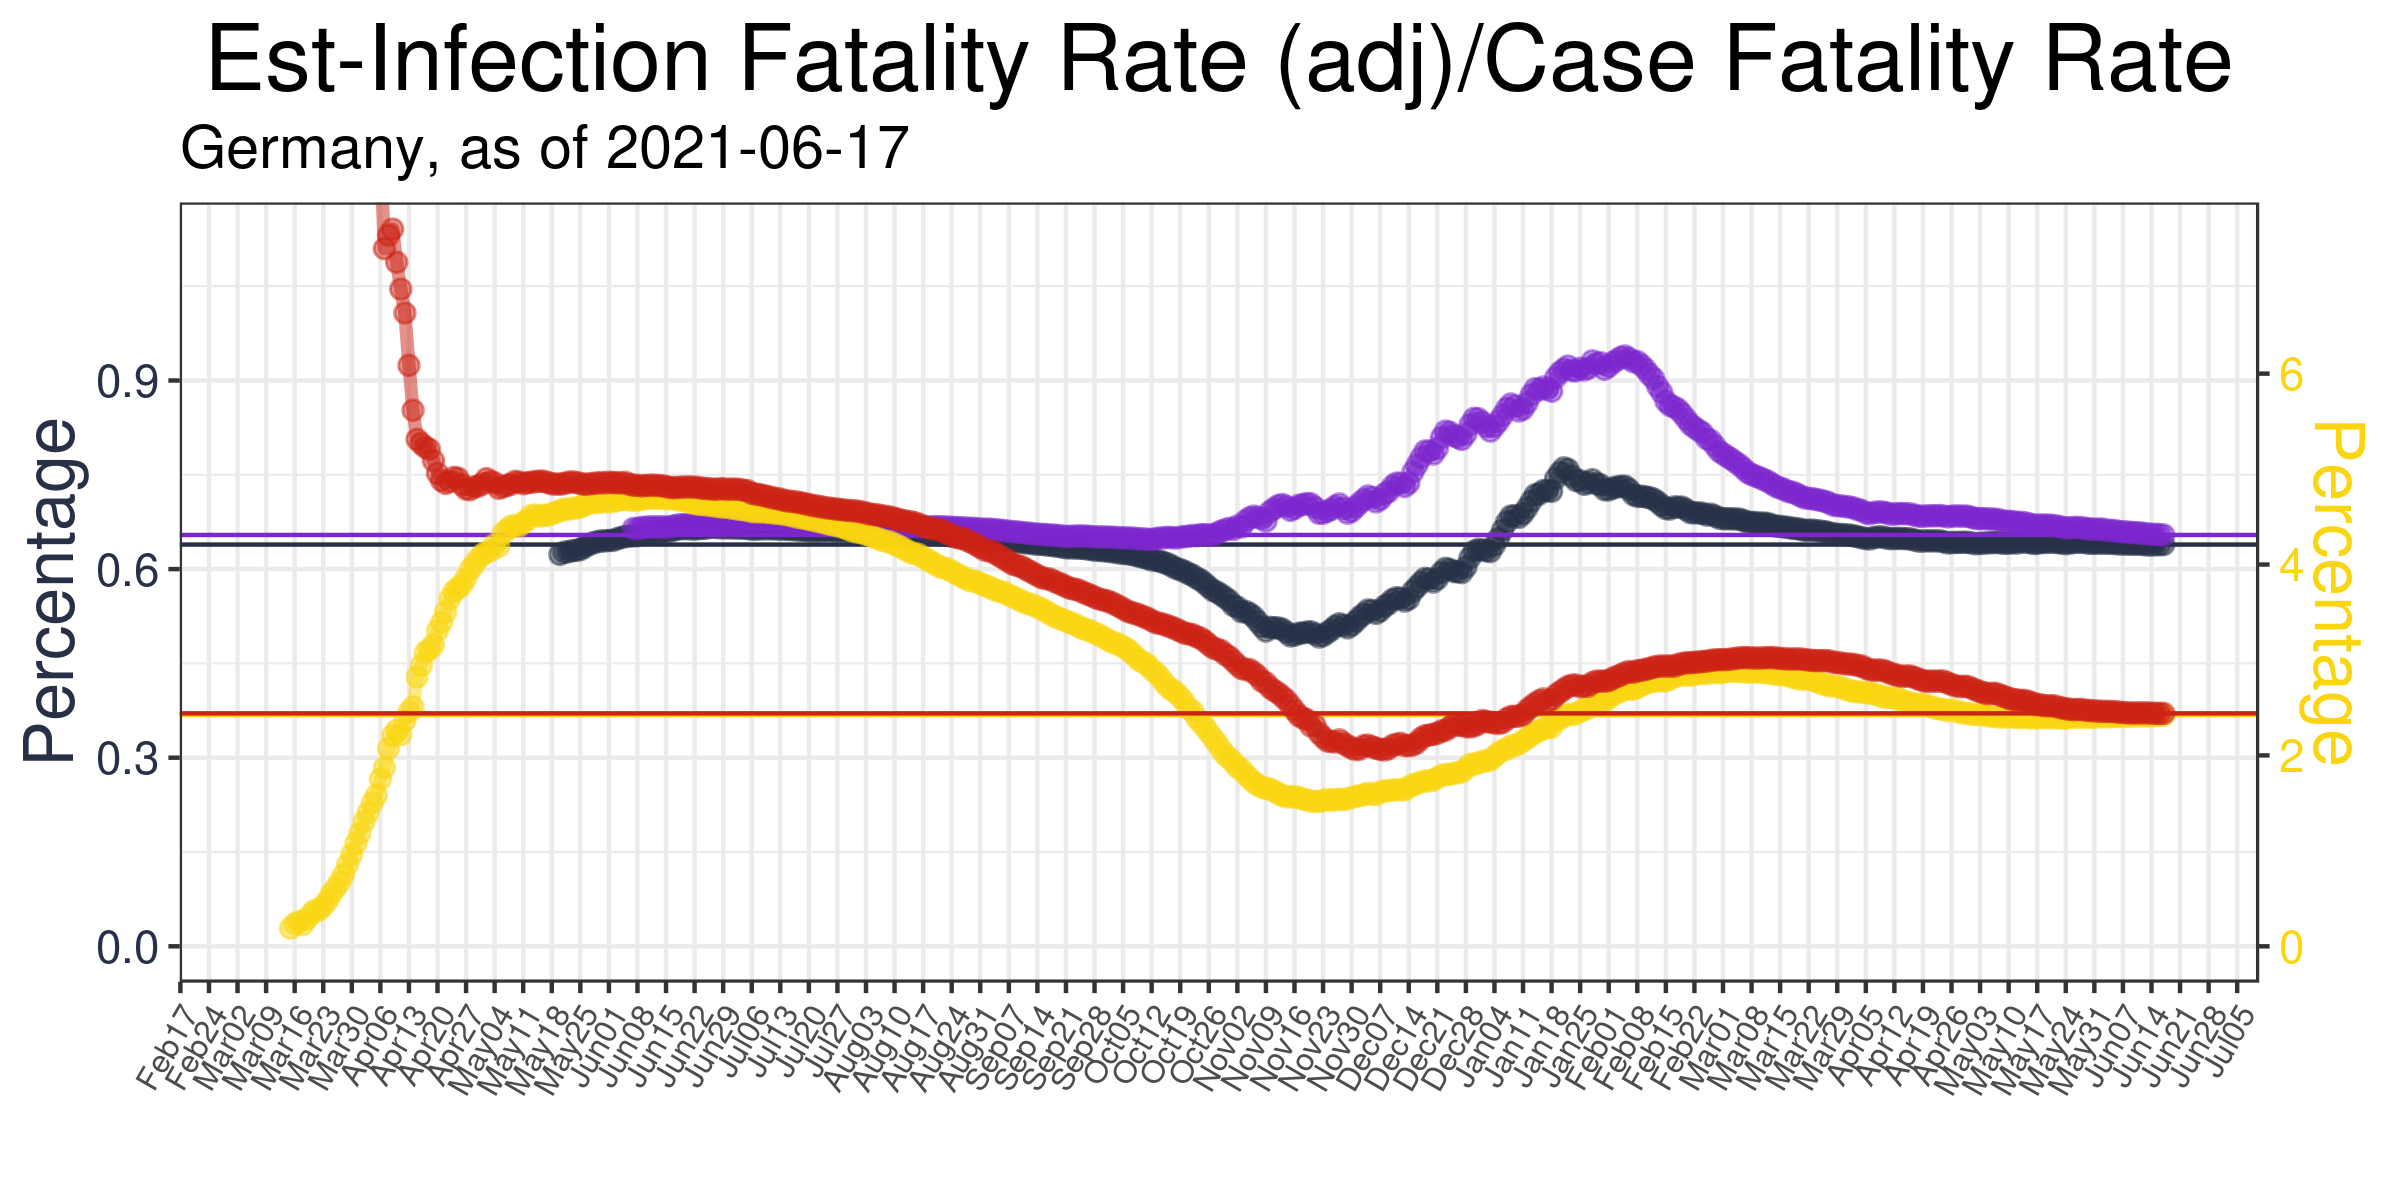 Est-Infection Fatality Rate (adj)/Case Fatality Rate
Germany, as of 2021-06-17
Percentage
0.9
0.6
0.3
0.0
6
4
2
0
Percentage
Feb17
Feb24
Mar02
Mar09
Mar16
Mar23
Mar30
Apr06
Apr13
Apr20
Apr27
May04
May11
May18
May25
Jun01
Jun08
Jun15
Jun22
Jun29
Jul06
Jul13
Jul20
Jul27
Aug03
Aug10
Aug17
Aug24
Aug31
Sep07
Sep14
Sep21
Sep28
Oct05
Oct12
Oct19
Oct26
Nov02
Nov09
Nov16
Nov23
Nov30
Dec07
Dec14
Dec21
Dec28
Jan04
Jan11
Jan18
Jan25
Feb01
Feb08
Feb15
Feb22
Mar01
Mar08
Mar15
Mar22
Mar29
Apr05
Apr12
Apr19
Apr26
May03
May10
May17
May24
May31
Jun07
Jun14
Jun21
Jun28
Jul05